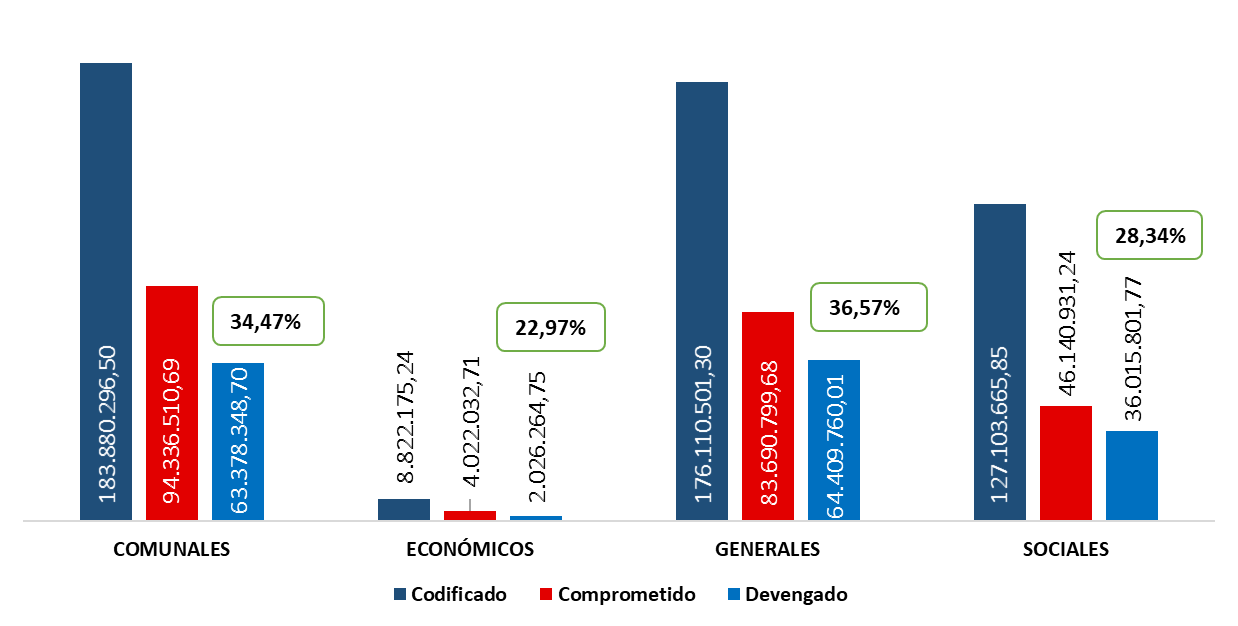 183.880.296,50
94.336.510,69
63.378.348,70
34,47%
8.822.175,24
4.022.032,71
2.026.264,75
22,97%
176.110.501,30
83.690.799,68
64.409.760,01
36,57%
127.103.665,85
46.140.931,24
36.015.801,77
28,34%
COMUNALES
ECONÓMICOS
GENERALES
SOCIALES
Codificado
Comprometido
Devengado